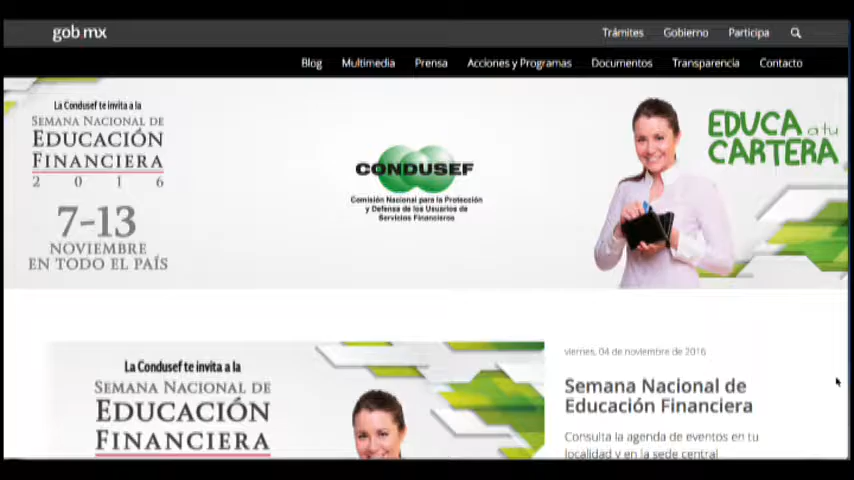 gob.mx
Trámites Gobierno Participa
Blog Multimedia Prensa Acciones y Programas Documentos Transparencia Contacto
La Condusef te invita a la
SEMANA NACIONAL DE
EDUCACIÓN
FINANCIERA
2016
7-13
NOVIEMBRE
EN TODO EL PAÍS
CONDUSEF
Comisión Nacional para la Protección
y Defensa de los Usuarios de
Servicios Financieros
EDUCA a tu
CARTERA
La Condusef te invita a la
SEMANA NACIONAL DE
EDUCACIÓN
FINANCIERA
viernes, 04 de noviembre de 2016
Semana Nacional de
Educación Financiera
Consulta la agenda de eventos en tu
localidad y en la sede central